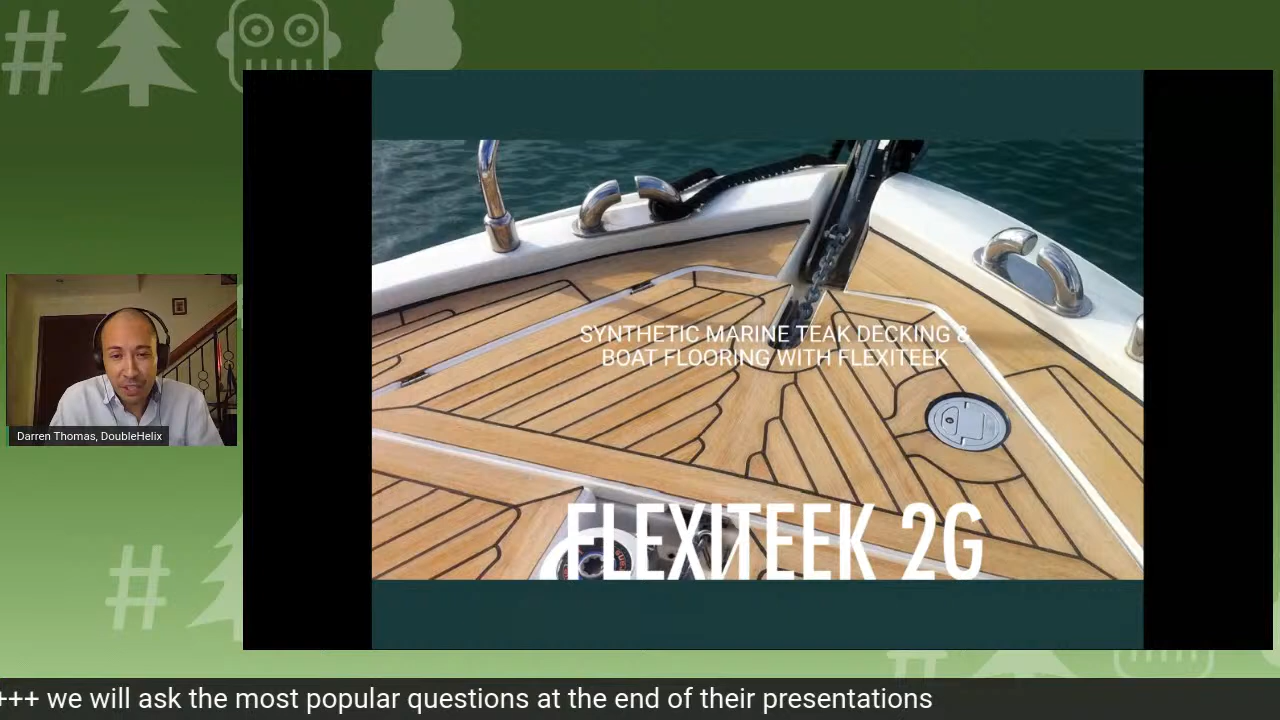 SYNTHETIC MARINE TEAK DECKING &
BOAT FLOORING WITH FLEXITEEK
Darren Thomas, DoubleHelix
FLEXITEEK 2G
+++ we will ask the most popular questions at the end of their presentations